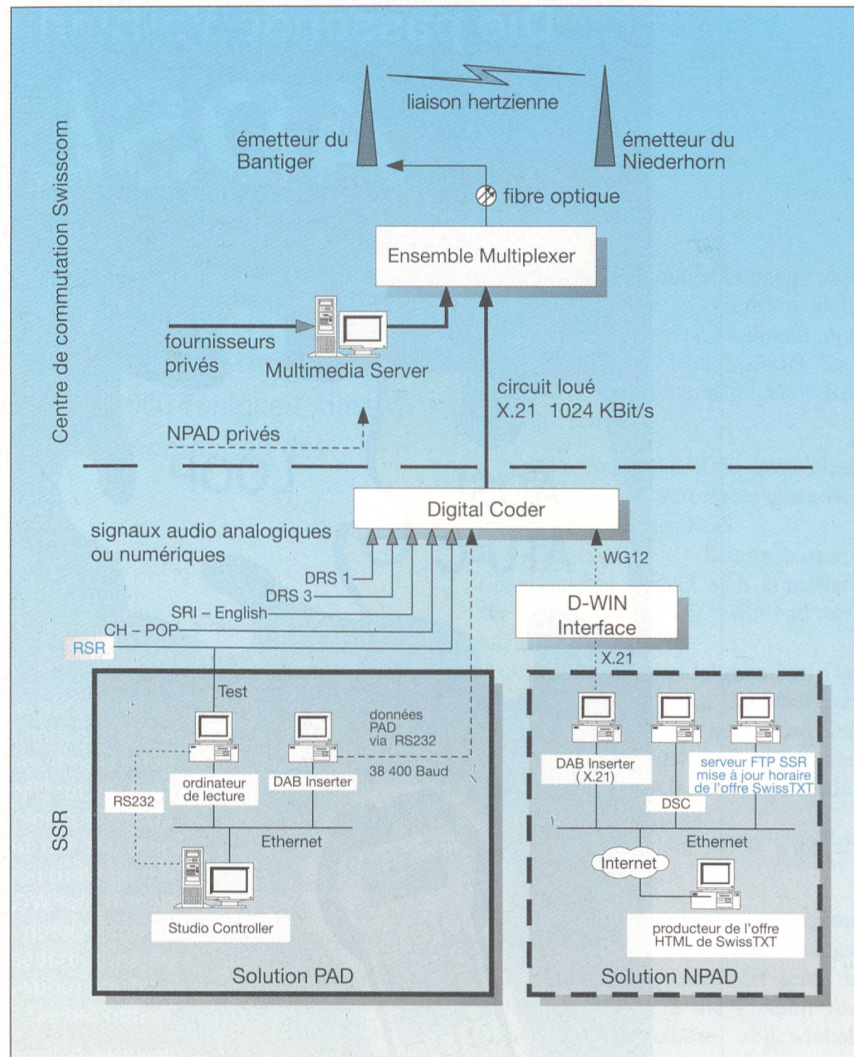 Centre de commutation Swisscom
liaison hertzienne
émetteur du
Bantiger
émetteur du
Niederhorn
fibre optique
Ensemble Multiplexer
fournisseurs
privés
Multimedia Server
circuit loué
X.21 1024 KBit/s
NPAD privés
Digital Coder
signaux audio analogiques
ou numériques
WG12
DRS 1
DRS 3
SRI – English
CH – POP
RSR
D-WIN
Interface
X.21
SSR
Test
données
PAD
via RS232
38 400 Baud
ordinateur
de lecture
DAB Inserter
RS232
Ethernet
Studio Controller
Solution PAD
DAB Inserter
(X.21)
DSC
serveur FTP SSR
mise à jour horaire
de l'offre SwissTXT
Ethernet
Internet
producteur de l'offre
HTML de SwissTXT
Solution NPAD